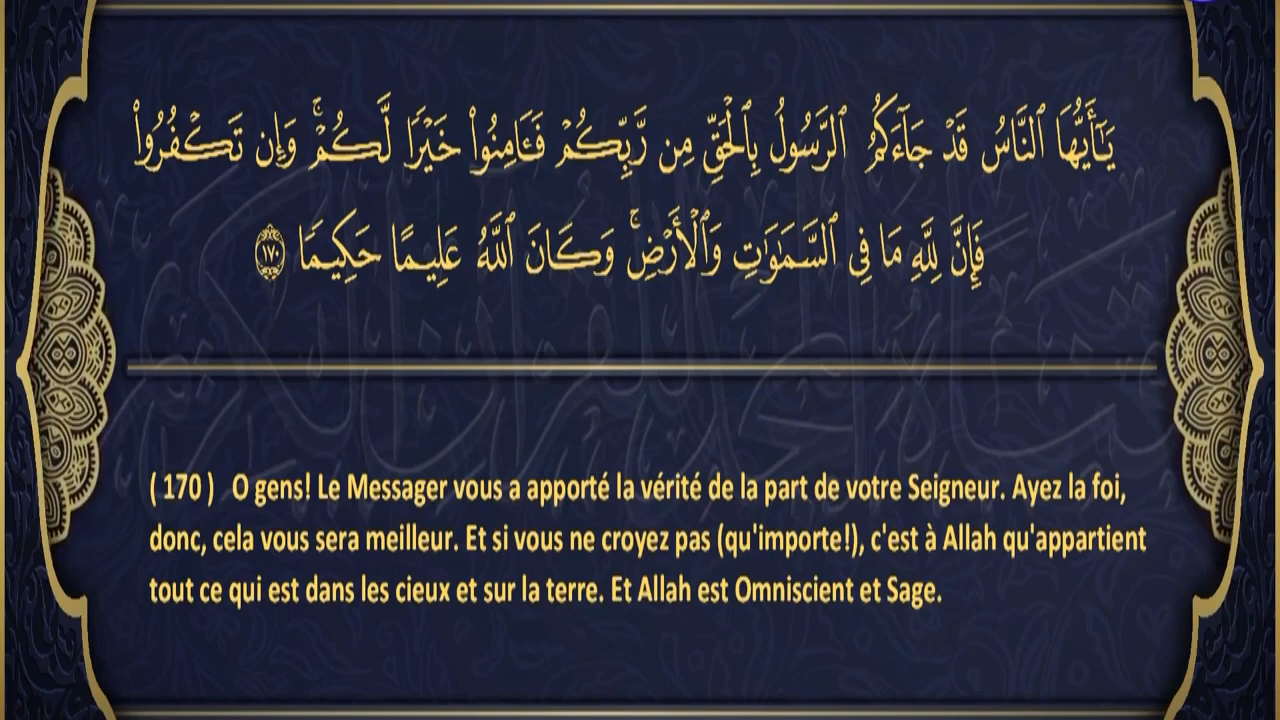 يَٰٓأَيُّهَا ٱلنَّاسُ قَدْ جَآءَكُمُ ٱلرَّسُولُ بِٱلْحَقِّ مِن رَّبِّكُمْ فَـَٔامِنُوا۟ خَيْرًا لَّكُمْ ۚ وَإِن تَكْفُرُوا۟
فَإِنَّ لِلَّهِ مَا فِى ٱلسَّمَٰوَٰتِ وَٱلْأَرْضِ ۚ وَكَانَ ٱللَّهُ عَلِيمًا حَكِيمًا ١٧٠
( 170 ) O gens! Le Messager vous a apporté la vérité de la part de votre Seigneur. Ayez la foi,
donc, cela vous sera meilleur. Et si vous ne croyez pas (qu'importe!), c'est à Allah qu'appartient
tout ce qui est dans les cieux et sur la terre. Et Allah est Omniscient et Sage.